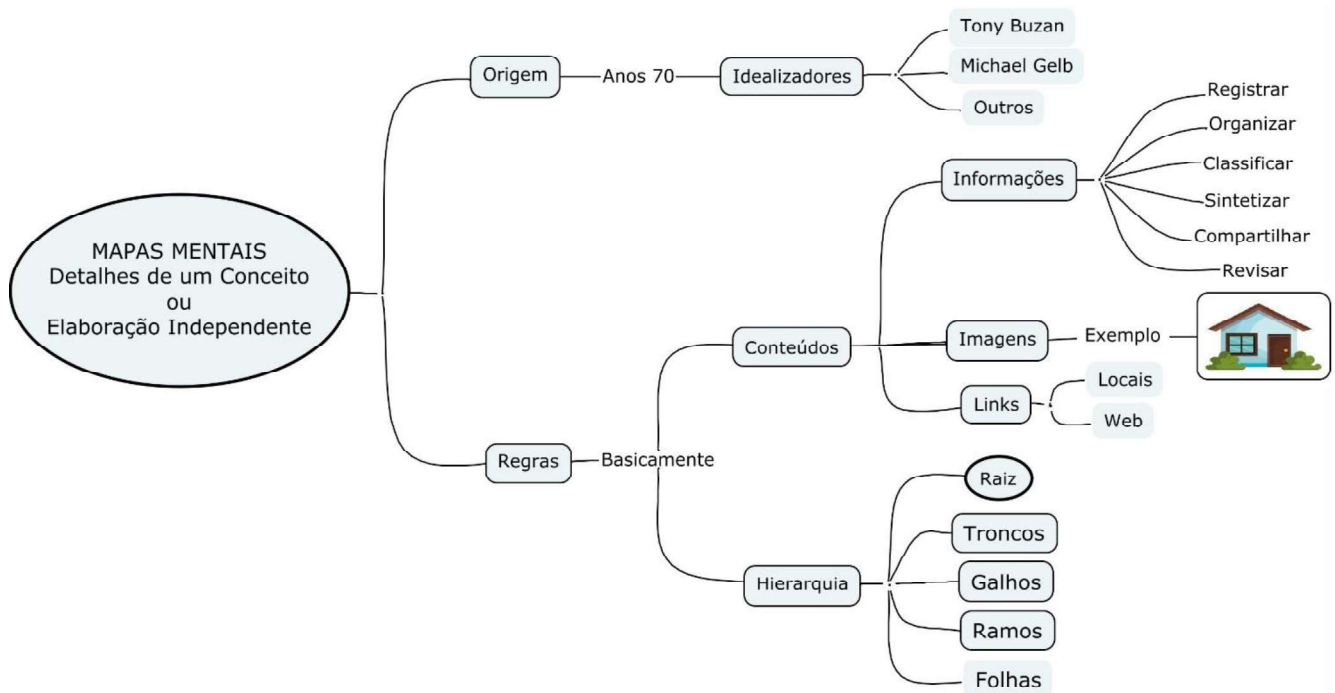 MAPAS MENTAIS
Detalhes de um Conceito
ou
Elaboração Independente
Origem
Anos 70
Idealizadores
Tony Buzan
Michael Gelb
Outros
Regras
Basicamente
Conteúdos
Informações
Registrar
Organizar
Classificar
Sintetizar
Compartilhar
Revisar
Imagens
Exemplo
Links
Locais
Web
Hierarquia
Raiz
Troncos
Galhos
Ramos
Folhas